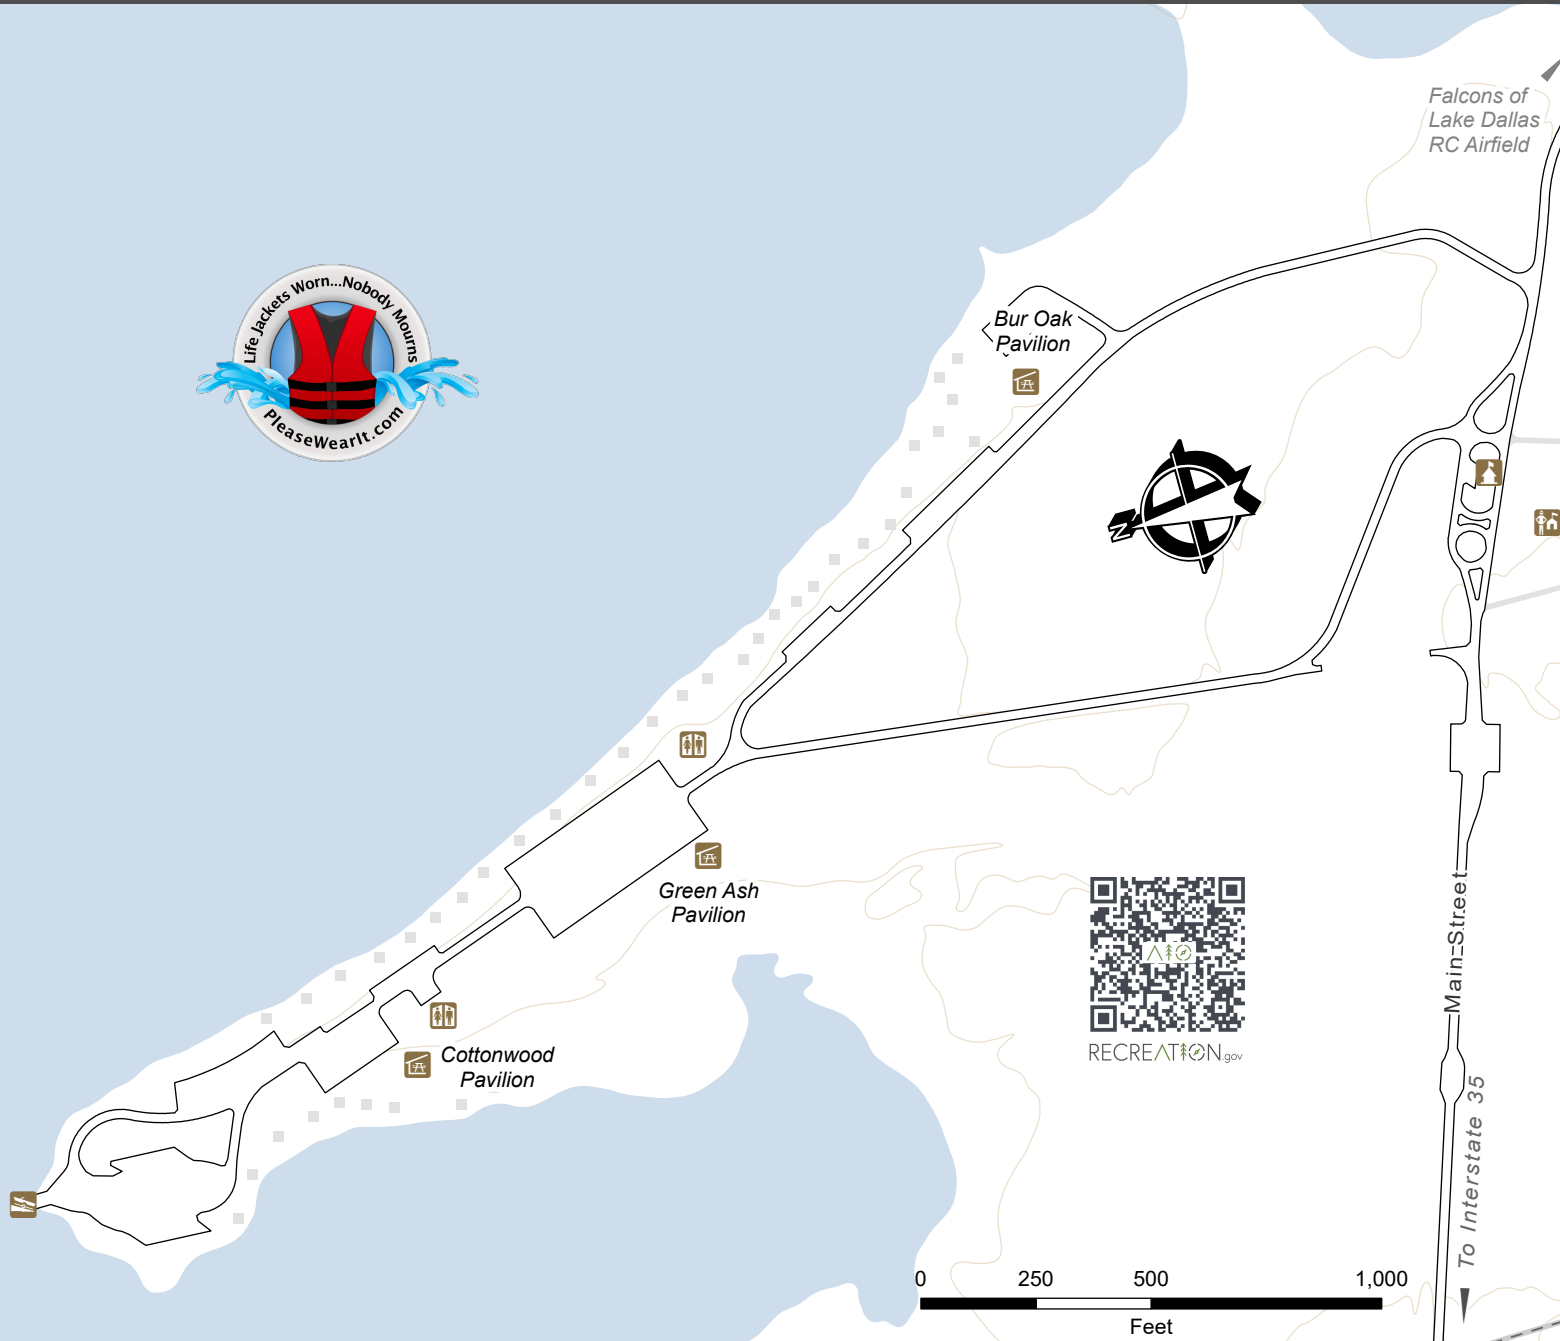 Falcons of
Lake Dallas
RC Airfield
Life Jackets Worn...Nobody Mourns
PleaseWearIt.com
Bur Oak
Pavilion
N
Green Ash
Pavilion
RECREATION.gov
Main Street
Cottonwood
Pavilion
To Interstate 35
0 250 500 1,000
Feet